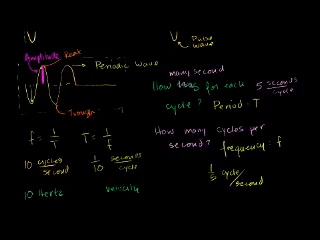 Amplitude Peak
Periodic Wave
Trough
f = 1/T T = 1/f
10 cycles/second 1/10 seconds/cycle
10 Hertz velocity
Pulse Wave
many second
How for each 5 seconds/cycle
cycle? Period: T
How many cycles per
second? frequency: f
1/5 cycle/second